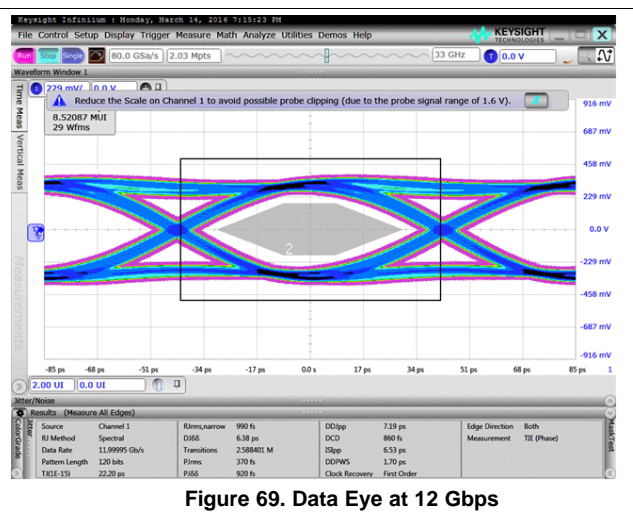 Keysight Infiniium : Monday, March 14, 2016 7:15:23 PM
File Control Setup Display Trigger Measure Math Analyze Utilities Demos Help
KEYSIGHT
TECHNOLOGIES
Run Stop Single 80.0 GSa/s 2.03 Mpts 33 GHz T 0.0 V
Waveform Window 1
1 229 mV/ 0.0 V
Reduce the Scale on Channel 1 to avoid possible probe clipping (due to the probe signal range of 1.6 V). X
8.52087 MUI
29 Wfms
Time Meas
Vertical Meas
Measurements
916 mV
687 mV
458 mV
229 mV
0.0 V
-229 mV
-458 mV
-687 mV
-916 mV
2
-85 ps -68 ps -51 ps -34 ps -17 ps 0.0 s 17 ps 34 ps 51 ps 68 ps 85 ps 1
2.00 UI 0.0 UI
Jitter/Noise
Results (Measure All Edges)
ColorGrade
Jitter
MaskTest
Source Channel 1 RJrms,narrow 990 fs DDJpp 7.19 ps Edge Direction Both
RJ Method Spectral DJδδ 6.38 ps DCD 860 fs Measurement TIE (Phase)
Data Rate 11.99995 Gb/s Transitions 2.588401 M ISIpp 6.53 ps
Pattern Length 120 bits PJrms 370 fs DDPWS 1.70 ps
TJ(1E-15) 22.20 ps PJδδ 920 fs Clock Recovery First Order
Figure 69. Data Eye at 12 Gbps